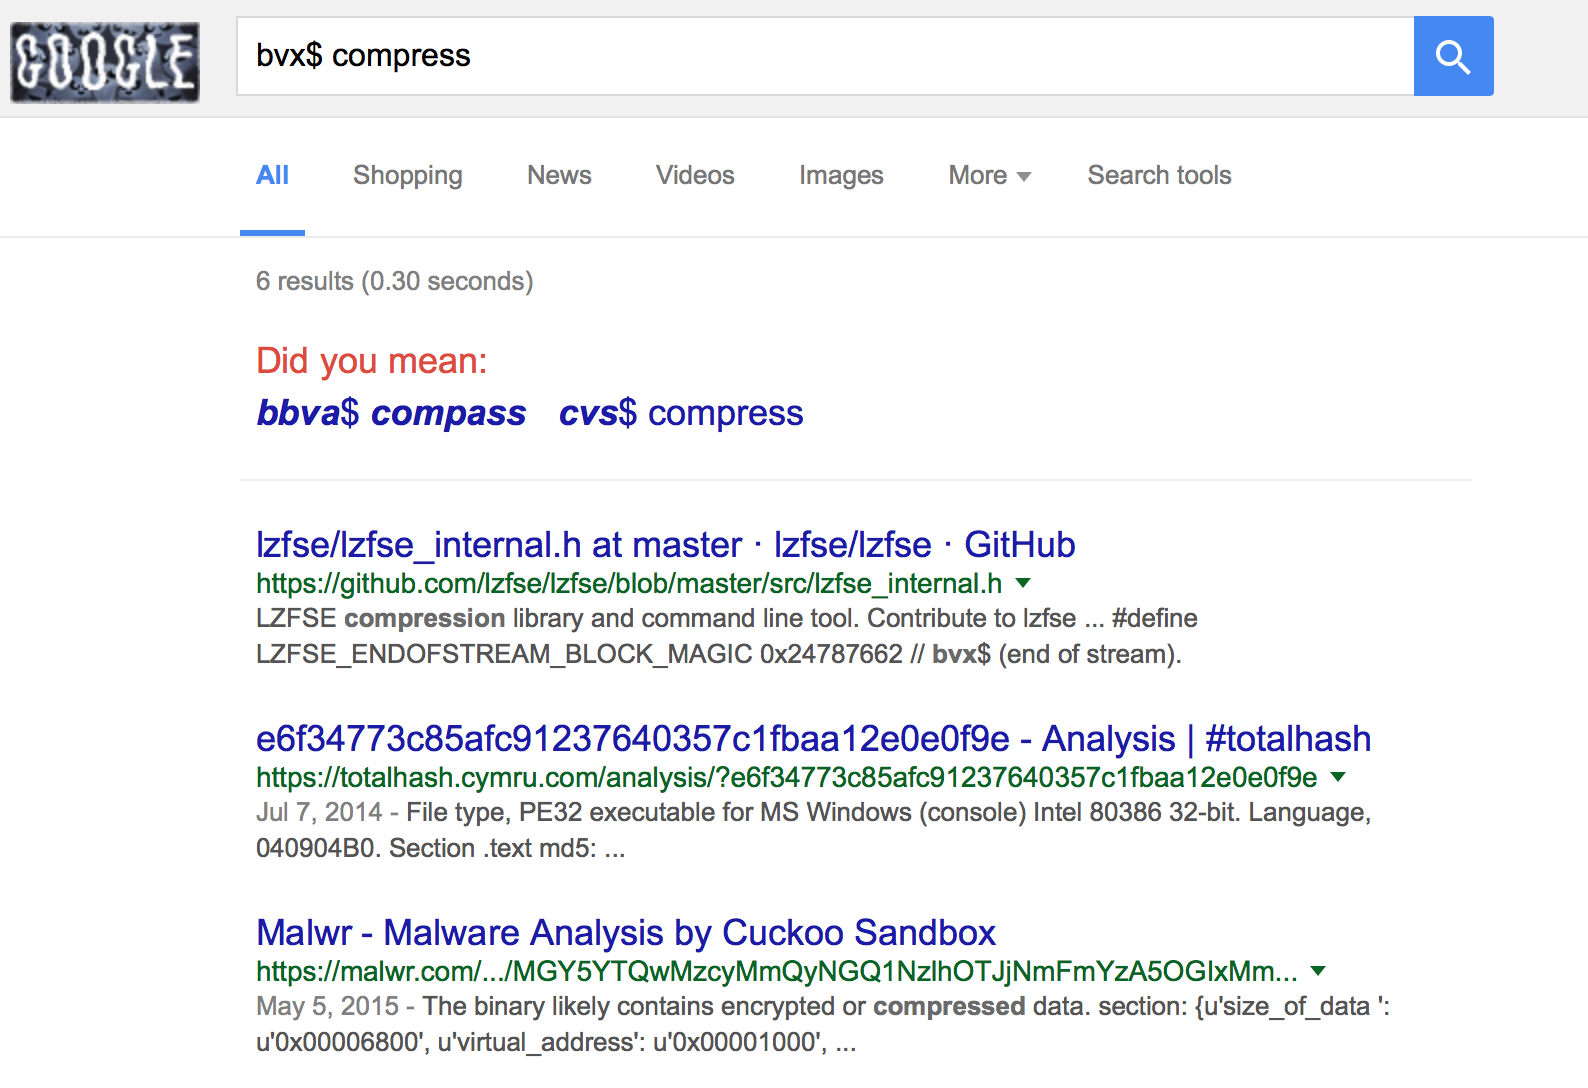 GOOGLE
bvx$ compress
All Shopping News Videos Images More Search tools
6 results (0.30 seconds)
Did you mean:
bbva$ compass cvs$ compress
lzfse/lzfse_internal.h at master · lzfse/lzfse · GitHub
https://github.com/lzfse/lzfse/blob/master/src/lzfse_internal.h
LZFSE compression library and command line tool. Contribute to lzfse ... #define
LZFSE_ENDOFSTREAM_BLOCK_MAGIC 0x24787662 // bvx$ (end of stream).
e6f34773c85afc91237640357c1fbaa12e0e0f9e - Analysis | #totalhash
https://totalhash.cymru.com/analysis/?e6f34773c85afc91237640357c1fbaa12e0e0f9e
Jul 7, 2014 - File type, PE32 executable for MS Windows (console) Intel 80386 32-bit. Language,
040904B0. Section .text md5: ...
Malwr - Malware Analysis by Cuckoo Sandbox
https://malwr.com/.../MGY5YTQwMzcyMmQyNGQ1NzlhOTJjNmFmYzA5OGIxMm...
May 5, 2015 - The binary likely contains encrypted or compressed data. section: {u'size_of_data ':
u'0x00006800', u'virtual_address': u'0x00001000', ...